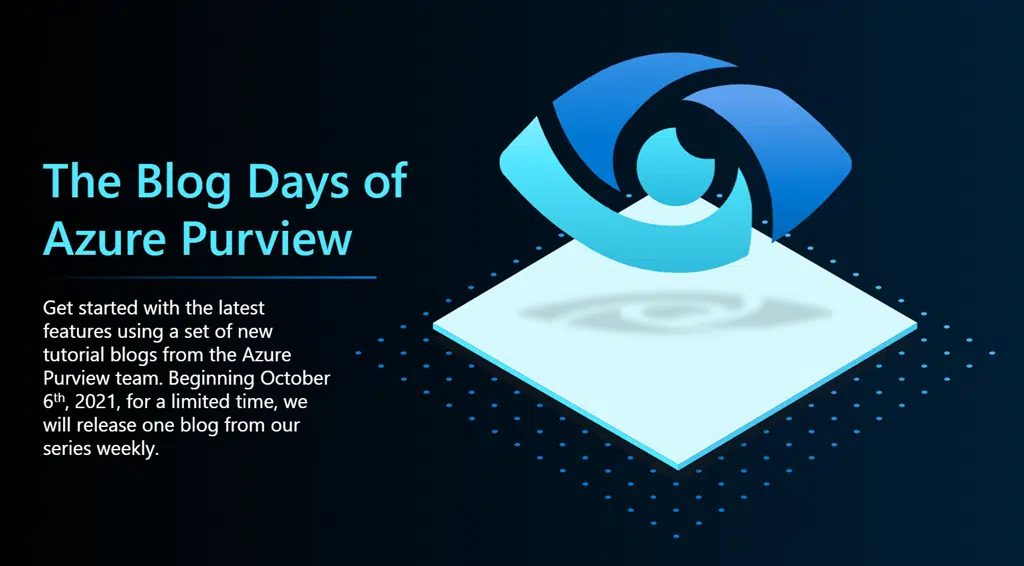 The Blog Days of
Azure Purview
Get started with the latest
features using a set of new
tutorial blogs from the Azure
Purview team. Beginning October
6th, 2021, for a limited time, we
will release one blog from our
series weekly.